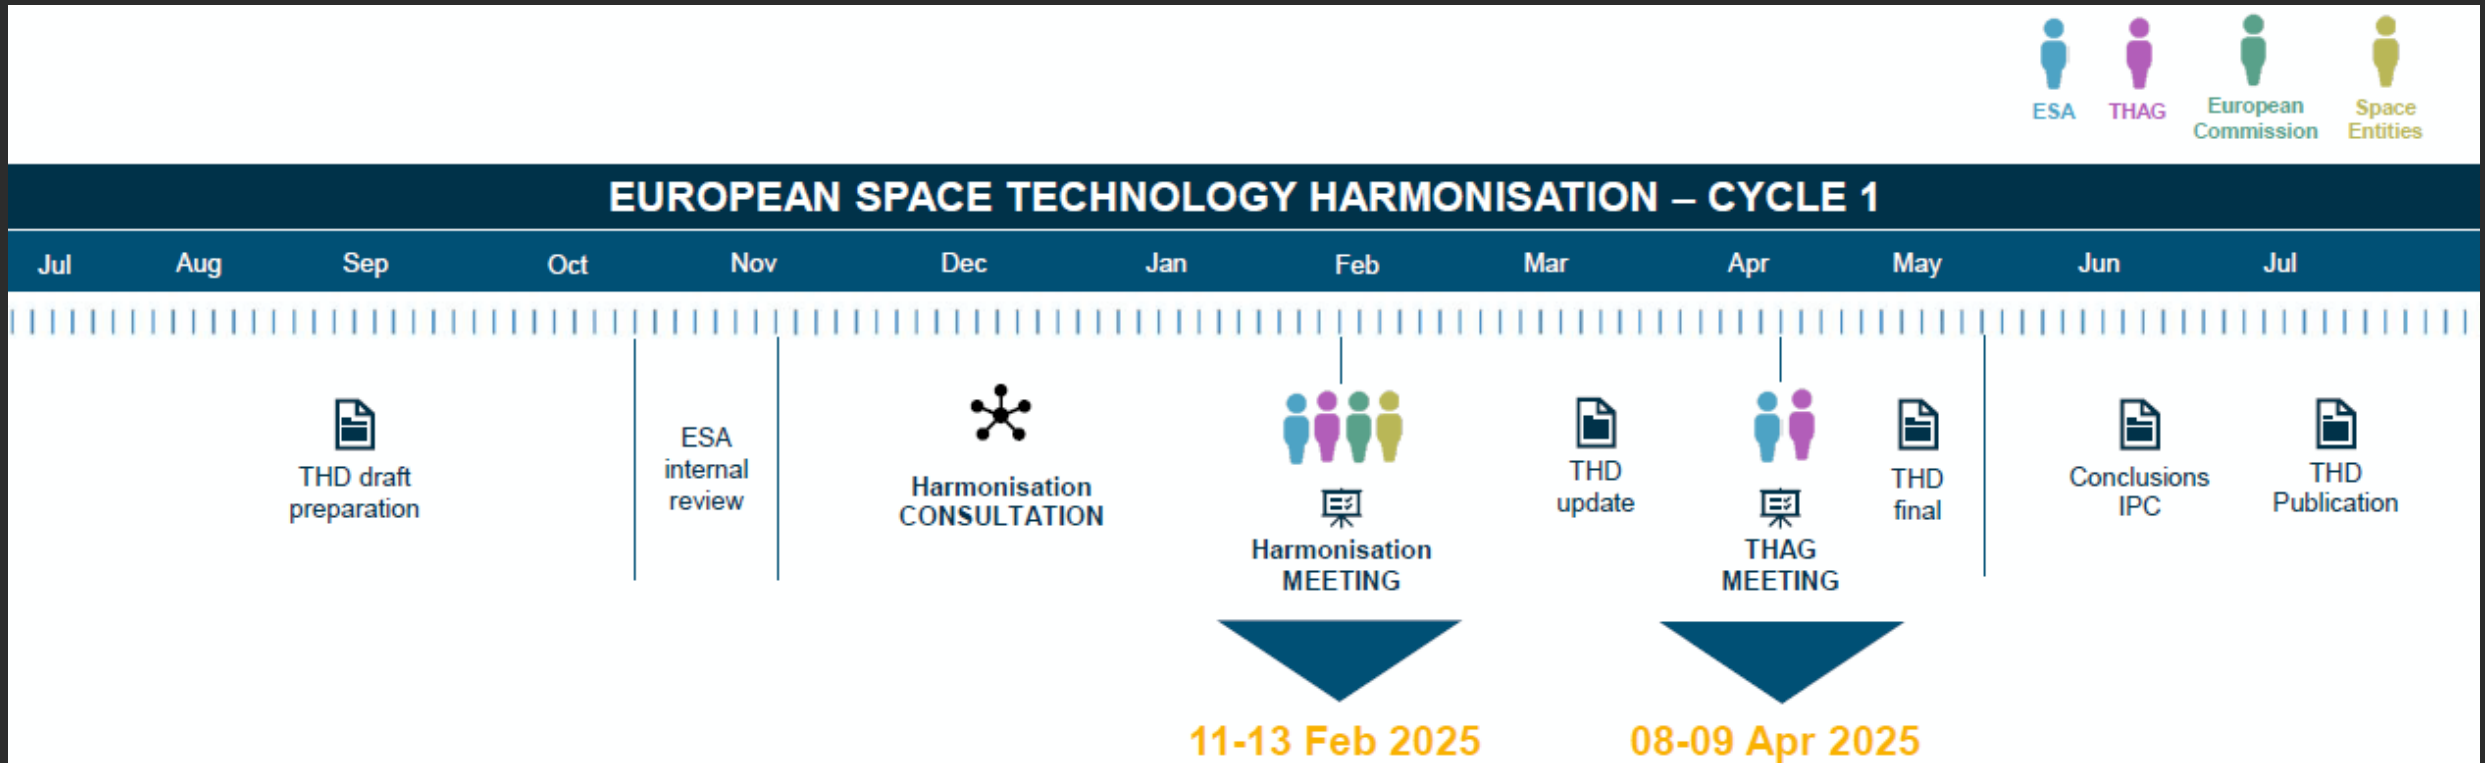 ESA
THAG
European
Commission
Space
Entities
EUROPEAN SPACE TECHNOLOGY HARMONISATION – CYCLE 1
Jul Aug Sep Oct Nov Dec Jan Feb Mar Apr May Jun Jul
THD draft
preparation
ESA
internal
review
Harmonisation
CONSULTATION
Harmonisation
MEETING
THD
update
THAG
MEETING
THD
final
Conclusions
IPC
THD
Publication
11-13 Feb 2025
08-09 Apr 2025